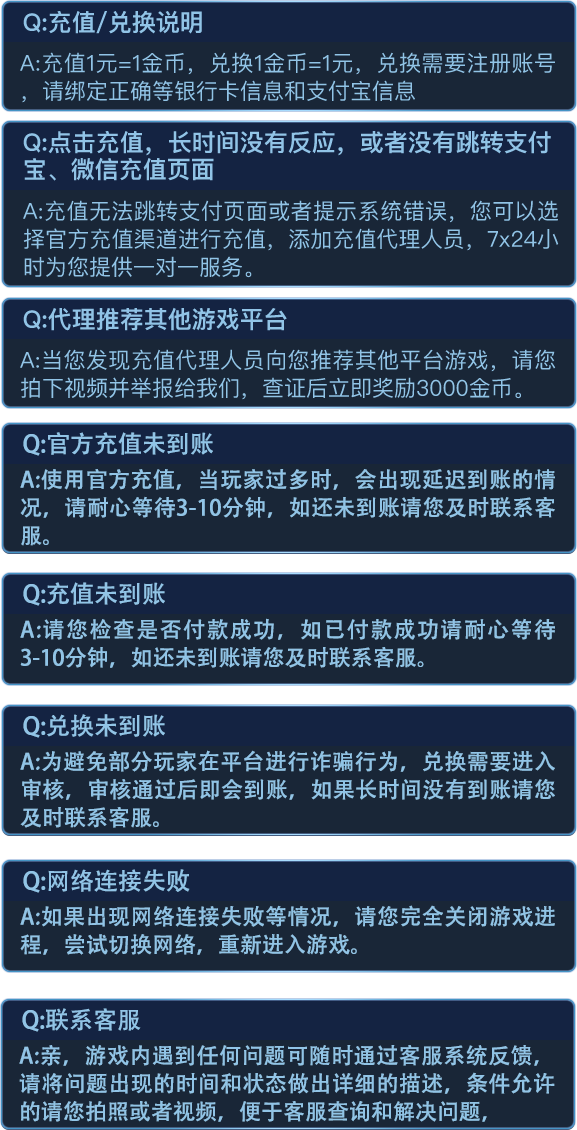 Q:充值/兑换说明
A:充值1元=1金币，兑换1金币=1元，兑换需要注册账号
，请绑定正确等银行卡信息和支付宝信息
Q:点击充值，长时间没有反应，或者没有跳转支付
宝、微信充值页面
A:充值无法跳转支付页面或者提示系统错误，您可以选
择官方充值渠道进行充值，添加充值代理人员，7x24小
时为您提供一对一服务。
Q:代理推荐其他游戏平台
A:当您发现充值代理人员向您推荐其他平台游戏，请您
拍下视频并举报给我们，查证后立即奖励3000金币。
Q:官方充值未到账
A:使用官方充值，当玩家过多时，会出现延迟到账的情
况，请耐心等待3-10分钟，如还未到账请您及时联系客
服。
Q:充值未到账
A:请您检查是否付款成功，如已付款成功请耐心等待
3-10分钟，如还未到账请您及时联系客服。
Q:兑换未到账
A:为避免部分玩家在平台进行诈骗行为，兑换需要进入
审核，审核通过后即会到账，如果长时间没有到账请您
及时联系客服。
Q:网络连接失败
A:如果出现网络连接失败等情况，请您完全关闭游戏进
程，尝试切换网络，重新进入游戏。
Q:联系客服
A:亲，游戏内遇到任何问题可随时通过客服系统反馈，
请将问题出现的时间和状态做出详细的描述，条件允许
的请您拍照或者视频，便于客服查询和解决问题，